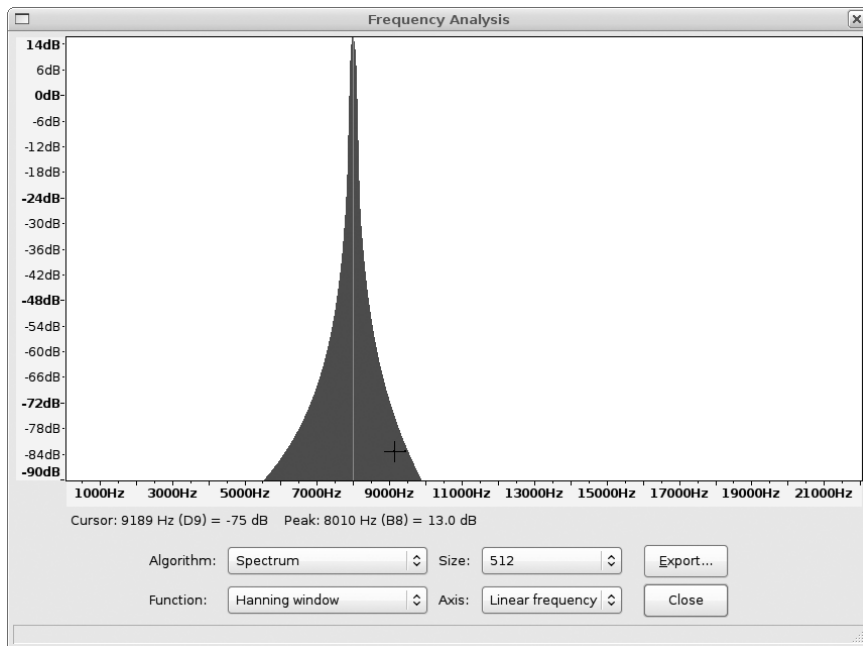 Frequency Analysis
14dB
6dB
0dB
-6dB
-12dB
-18dB
-24dB
-30dB
-36dB
-42dB
-48dB
-54dB
-60dB
-66dB
-72dB
-78dB
-84dB
-90dB
1000Hz 3000Hz 5000Hz 7000Hz 9000Hz 11000Hz 13000Hz 15000Hz 17000Hz 19000Hz 21000Hz
Cursor: 9189 Hz (D9) = -75 dB Peak: 8010 Hz (B8) = 13.0 dB
Algorithm: Spectrum Size: 512 Export...
Function: Hanning window Axis: Linear frequency Close